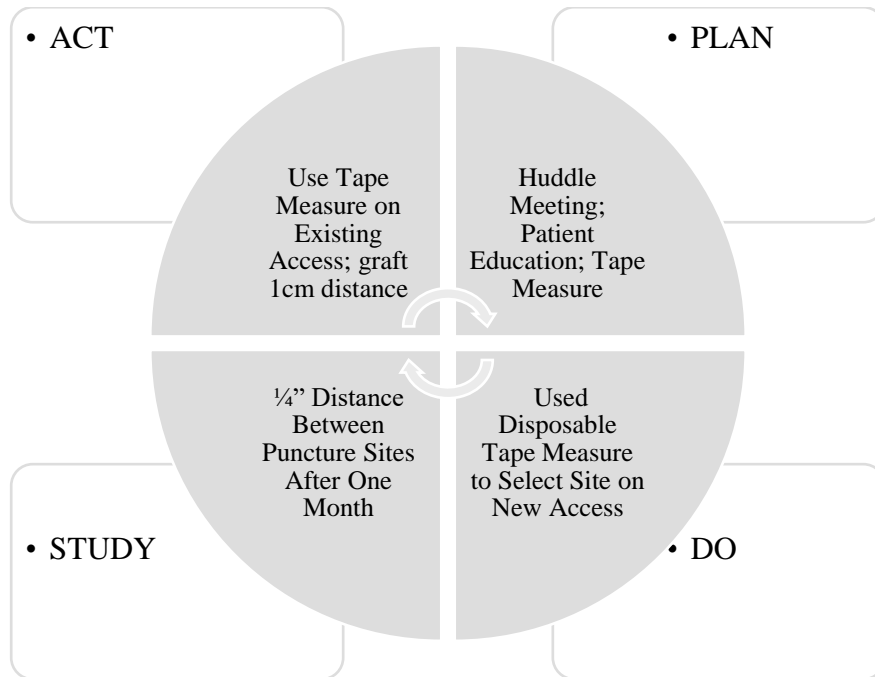 • ACT
Use Tape
Measure on
Existing
Access; graft
1cm distance
• PLAN
Huddle
Meeting;
Patient
Education; Tape
Measure
¼” Distance
Between
Puncture Sites
After One
Month
• STUDY
Used
Disposable
Tape Measure
to Select Site on
New Access
• DO